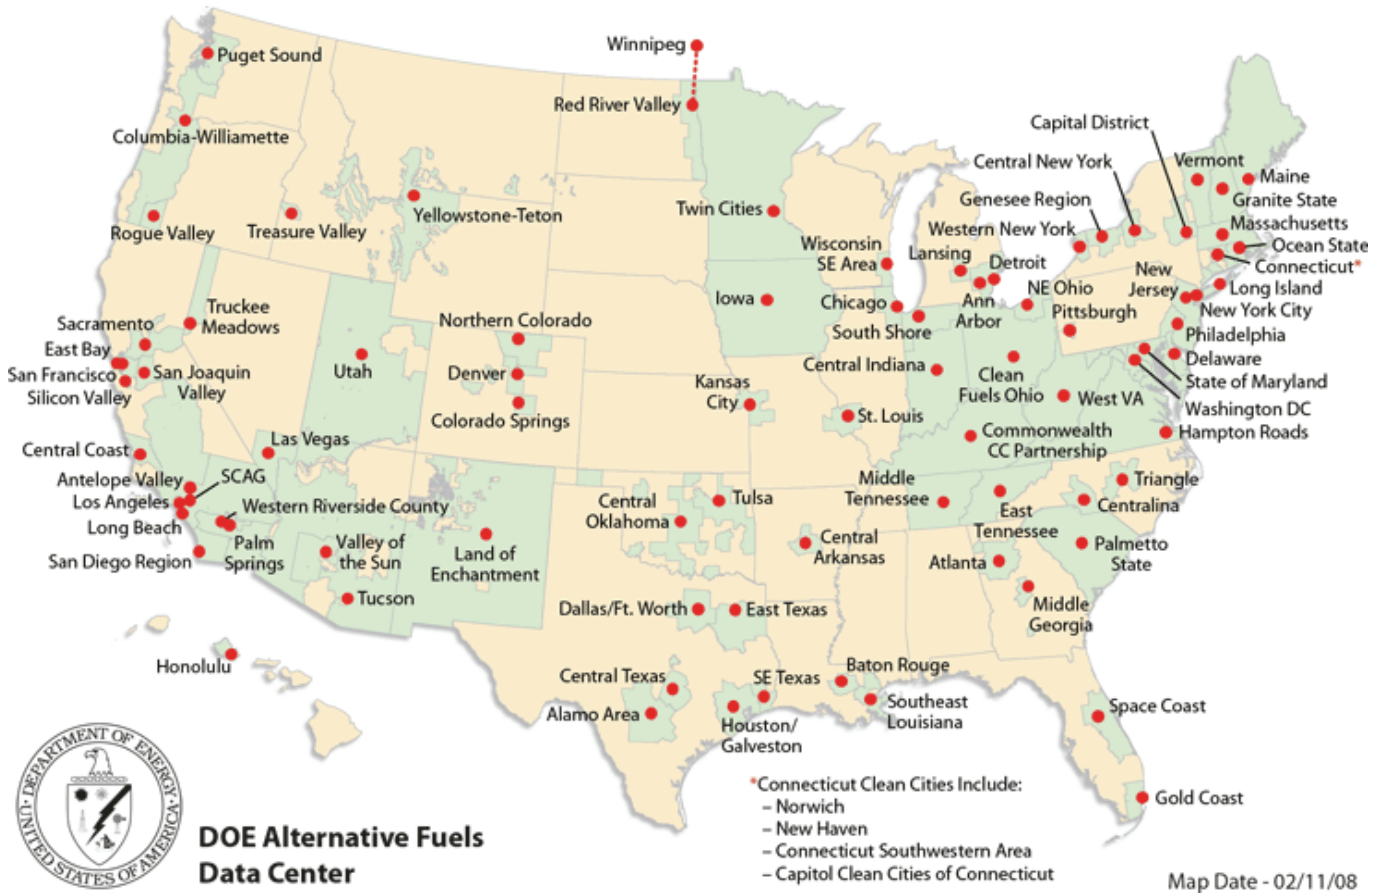 Winnipeg
Puget Sound
Red River Valley
Columbia-Williamette
Capital District
Central New York
Vermont
Maine
Genesee Region
Granite State
Yellowstone-Teton
Twin Cities
Western New York
Massachusetts
Rogue Valley
Treasure Valley
Wisconsin
SE Area
Lansing
Detroit
Ocean State
Connecticut*
New
Jersey
Long Island
Iowa
Chicago
Ann
Arbor
NE Ohio
Pittsburgh
New York City
Truckee
Meadows
Sacramento
Northern Colorado
South Shore
Philadelphia
East Bay
San Francisco
Silicon Valley
San Joaquin
Valley
Utah
Denver
Central Indiana
Clean
Fuels Ohio
Delaware
State of Maryland
Kansas
City
West VA
Washington DC
Colorado Springs
St. Louis
Commonwealth
CC Partnership
Hampton Roads
Las Vegas
Central Coast
Antelope Valley
SCAG
Los Angeles
Long Beach
Western Riverside County
Middle
Tennessee
Triangle
Tulsa
Central
Oklahoma
East
Tennessee
Centralina
Palm
Springs
San Diego Region
Valley of
the Sun
Land of
Enchantment
Central
Arkansas
Atlanta
Palmetto
State
Tucson
Dallas/Ft. Worth
East Texas
Middle
Georgia
Honolulu
Central Texas
SE Texas
Baton Rouge
Alamo Area
Houston/
Galveston
Southeast
Louisiana
Space Coast
Gold Coast
*Connecticut Clean Cities Include:
– Norwich
– New Haven
– Connecticut Southwestern Area
– Capitol Clean Cities of Connecticut
DEPARTMENT OF ENERGY
UNITED STATES OF AMERICA
DOE Alternative Fuels
Data Center
Map Date - 02/11/08